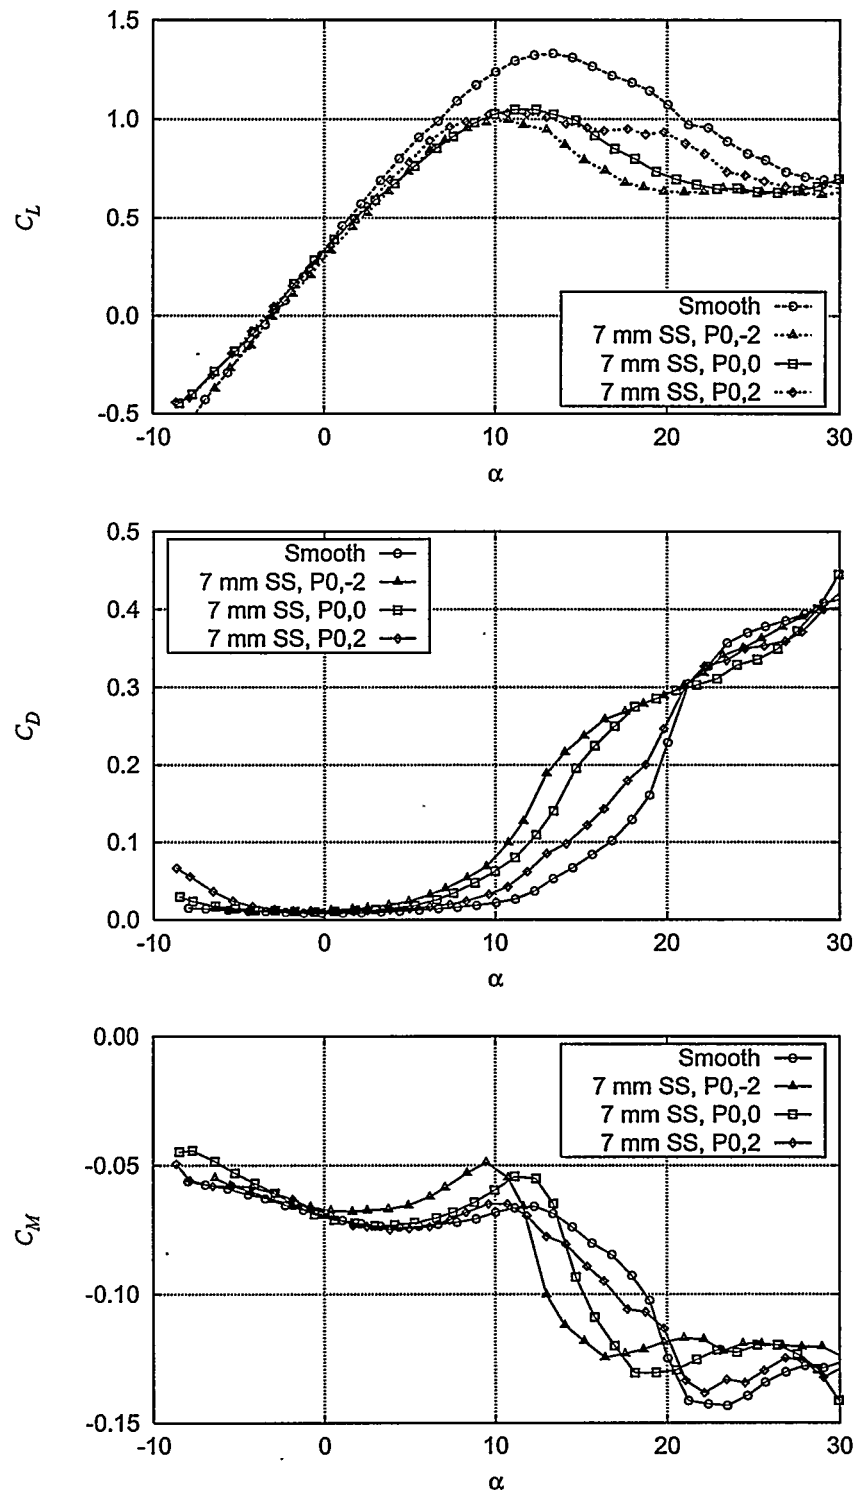 1.5
1.0
0.5
0.0
-0.5
C_L
Smooth
7 mm SS, P0,-2
7 mm SS, P0,0
7 mm SS, P0,2
-10 0 10 20 30
α
0.5
0.4
0.3
0.2
0.1
0.0
C_D
Smooth
7 mm SS, P0,-2
7 mm SS, P0,0
7 mm SS, P0,2
-10 0 10 20 30
α
0.00
-0.05
-0.10
-0.15
C_M
Smooth
7 mm SS, P0,-2
7 mm SS, P0,0
7 mm SS, P0,2
-10 0 10 20 30
α